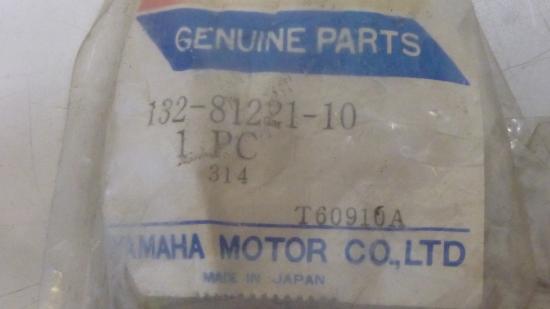 GENUINE PARTS
132-81221-10
1 PC
314
T60910A
YAMAHA MOTOR CO.,LTD
MADE IN JAPAN